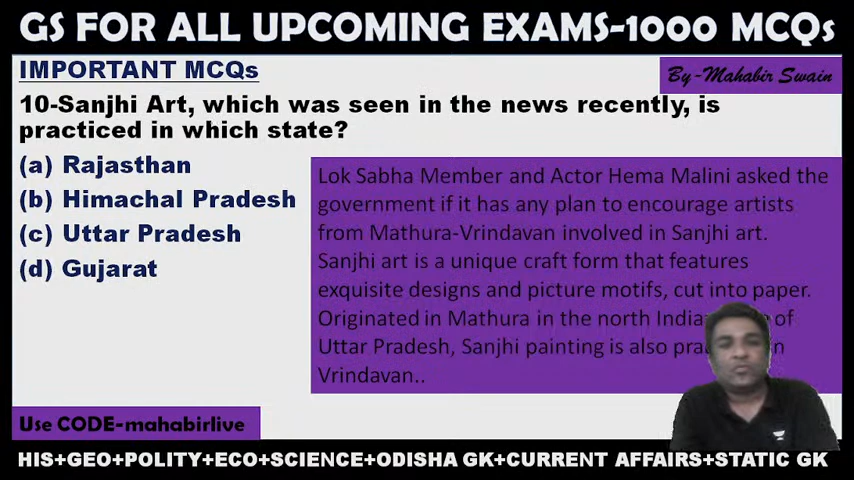 GS FOR ALL UPCOMING EXAMS-1000 MCQs
IMPORTANT MCQs
By-Mahabir Swain
10-Sanjhi Art, which was seen in the news recently, is
practiced in which state?
(a) Rajasthan
(b) Himachal Pradesh
(c) Uttar Pradesh
(d) Gujarat
Lok Sabha Member and Actor Hema Malini asked the
government if it has any plan to encourage artists
from Mathura-Vrindavan involved in Sanjhi art.
Sanjhi art is a unique craft form that features
exquisite designs and picture motifs, cut into paper.
Originated in Mathura in the north of
Uttar Pradesh, Sanjhi painting is also
Vrindavan..
Use CODE-mahabirlive
HIS+GEO+POLITY+ECO+SCIENCE+ODISHA GK+CURRENT AFFAIRS+STATIC GK